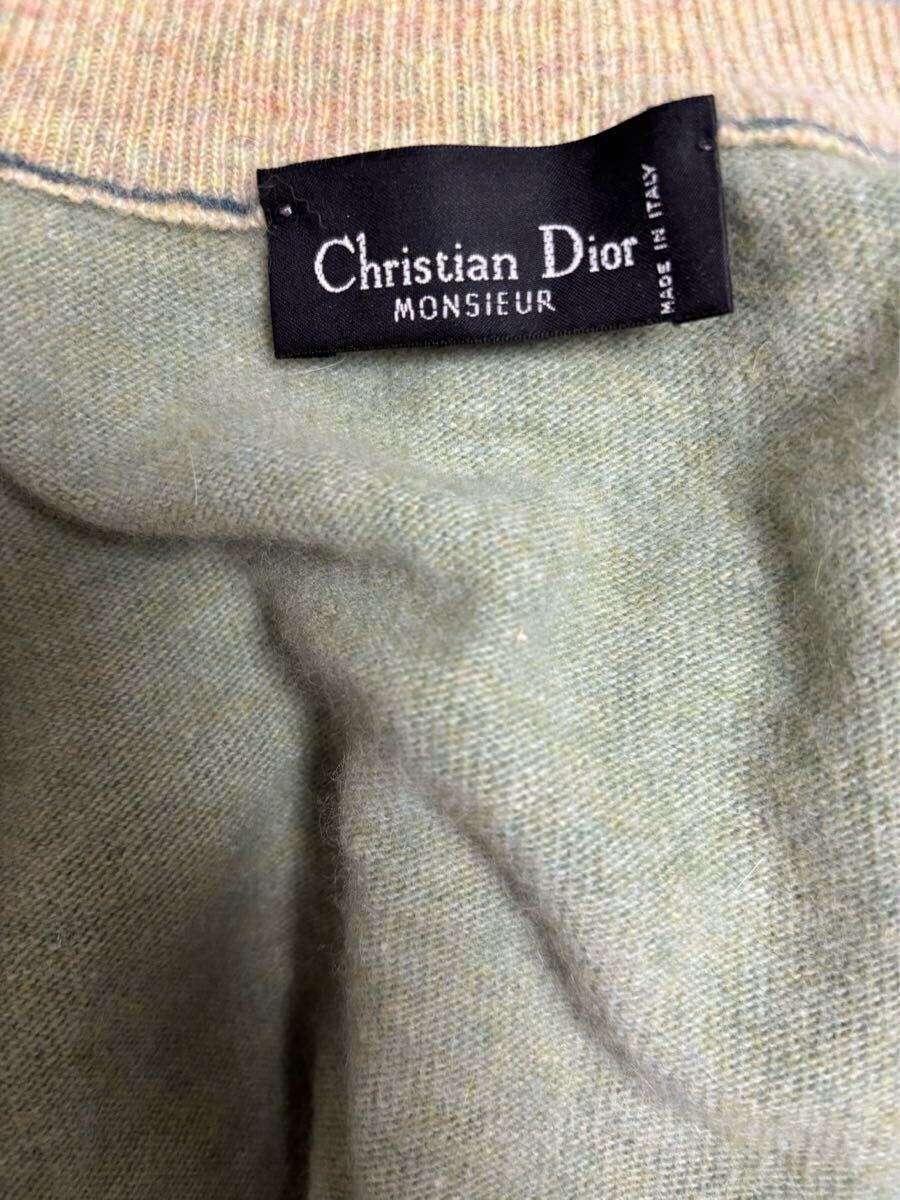 Christian Dior
MONSIEUR
MADE IN ITALY